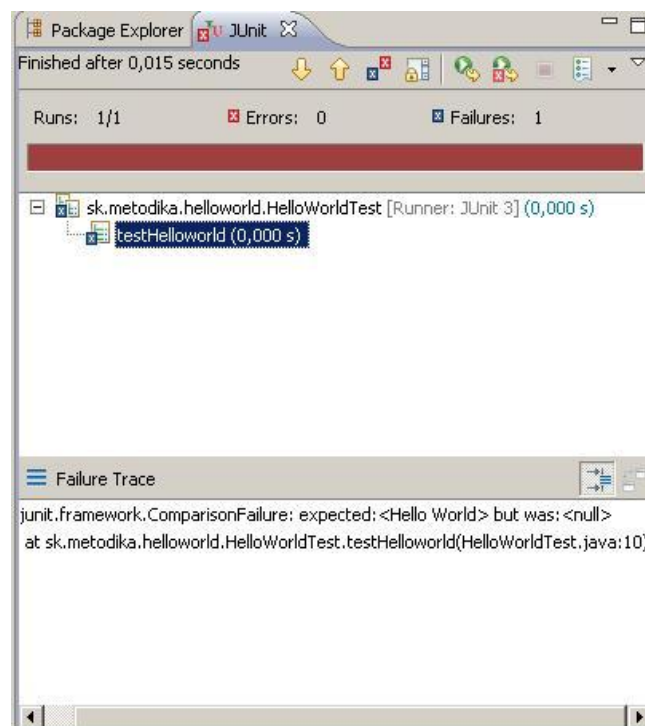 Package Explorer JUnit
Finished after 0,015 seconds
Runs: 1/1 Errors: 0 Failures: 1
sk.metodika.helloworld.HelloWorldTest [Runner: JUnit 3] (0,000 s)
testHelloworld (0,000 s)
Failure Trace
junit.framework.ComparisonFailure: expected:<Hello World> but was:<null>
at sk.metodika.helloworld.HelloWorldTest.testHelloworld(HelloWorldTest.java:10)